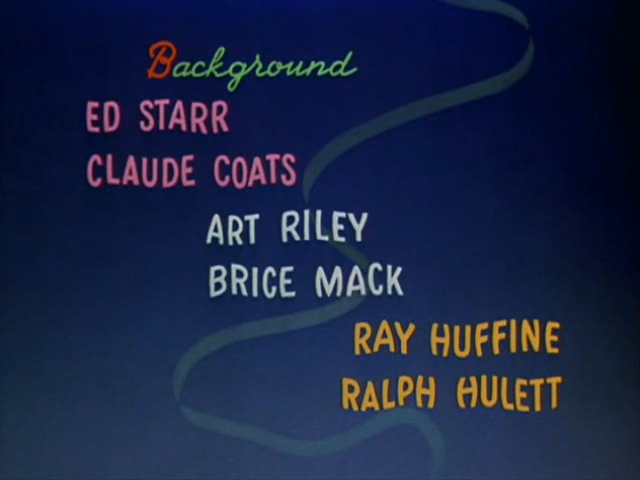 Background
ED STARR
CLAUDE COATS
ART RILEY
BRICE MACK
RAY HUFFINE
RALPH HULETT